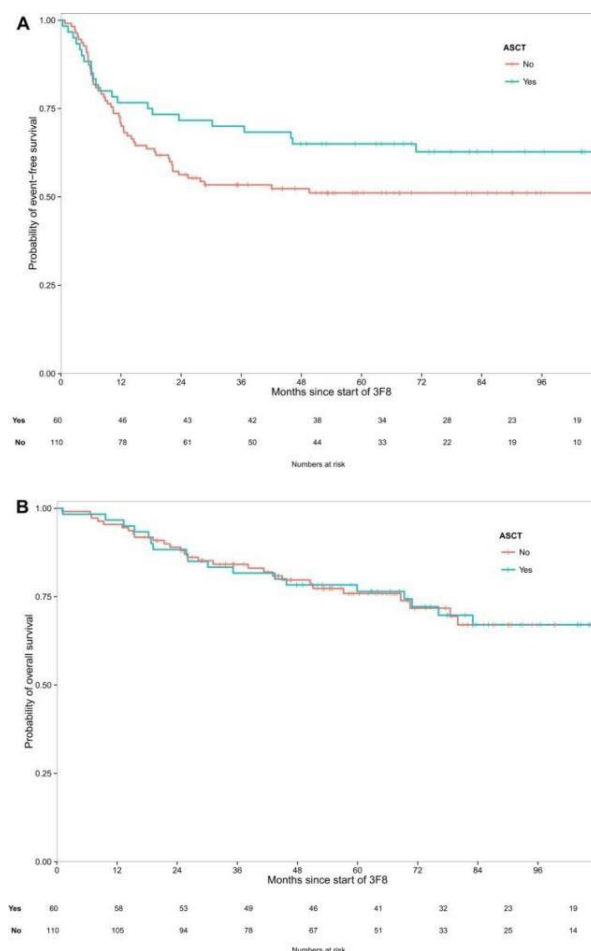 A
1.00
0.75
0.50
0.25
0.00
Probability of event-free survival
ASCT
No
Yes
0 12 24 36 48 60 72 84 96
Months since start of 3F8
Yes 60 46 43 42 38 34 28 23 19
No 110 78 61 50 44 33 22 19 10
Numbers at risk
B
1.00
0.75
0.50
0.25
0.00
Probability of overall survival
ASCT
No
Yes
0 12 24 36 48 60 72 84 96
Months since start of 3F8
Yes 60 58 53 49 46 41 32 23 19
No 110 105 94 78 67 51 33 25 14
Numbers at risk